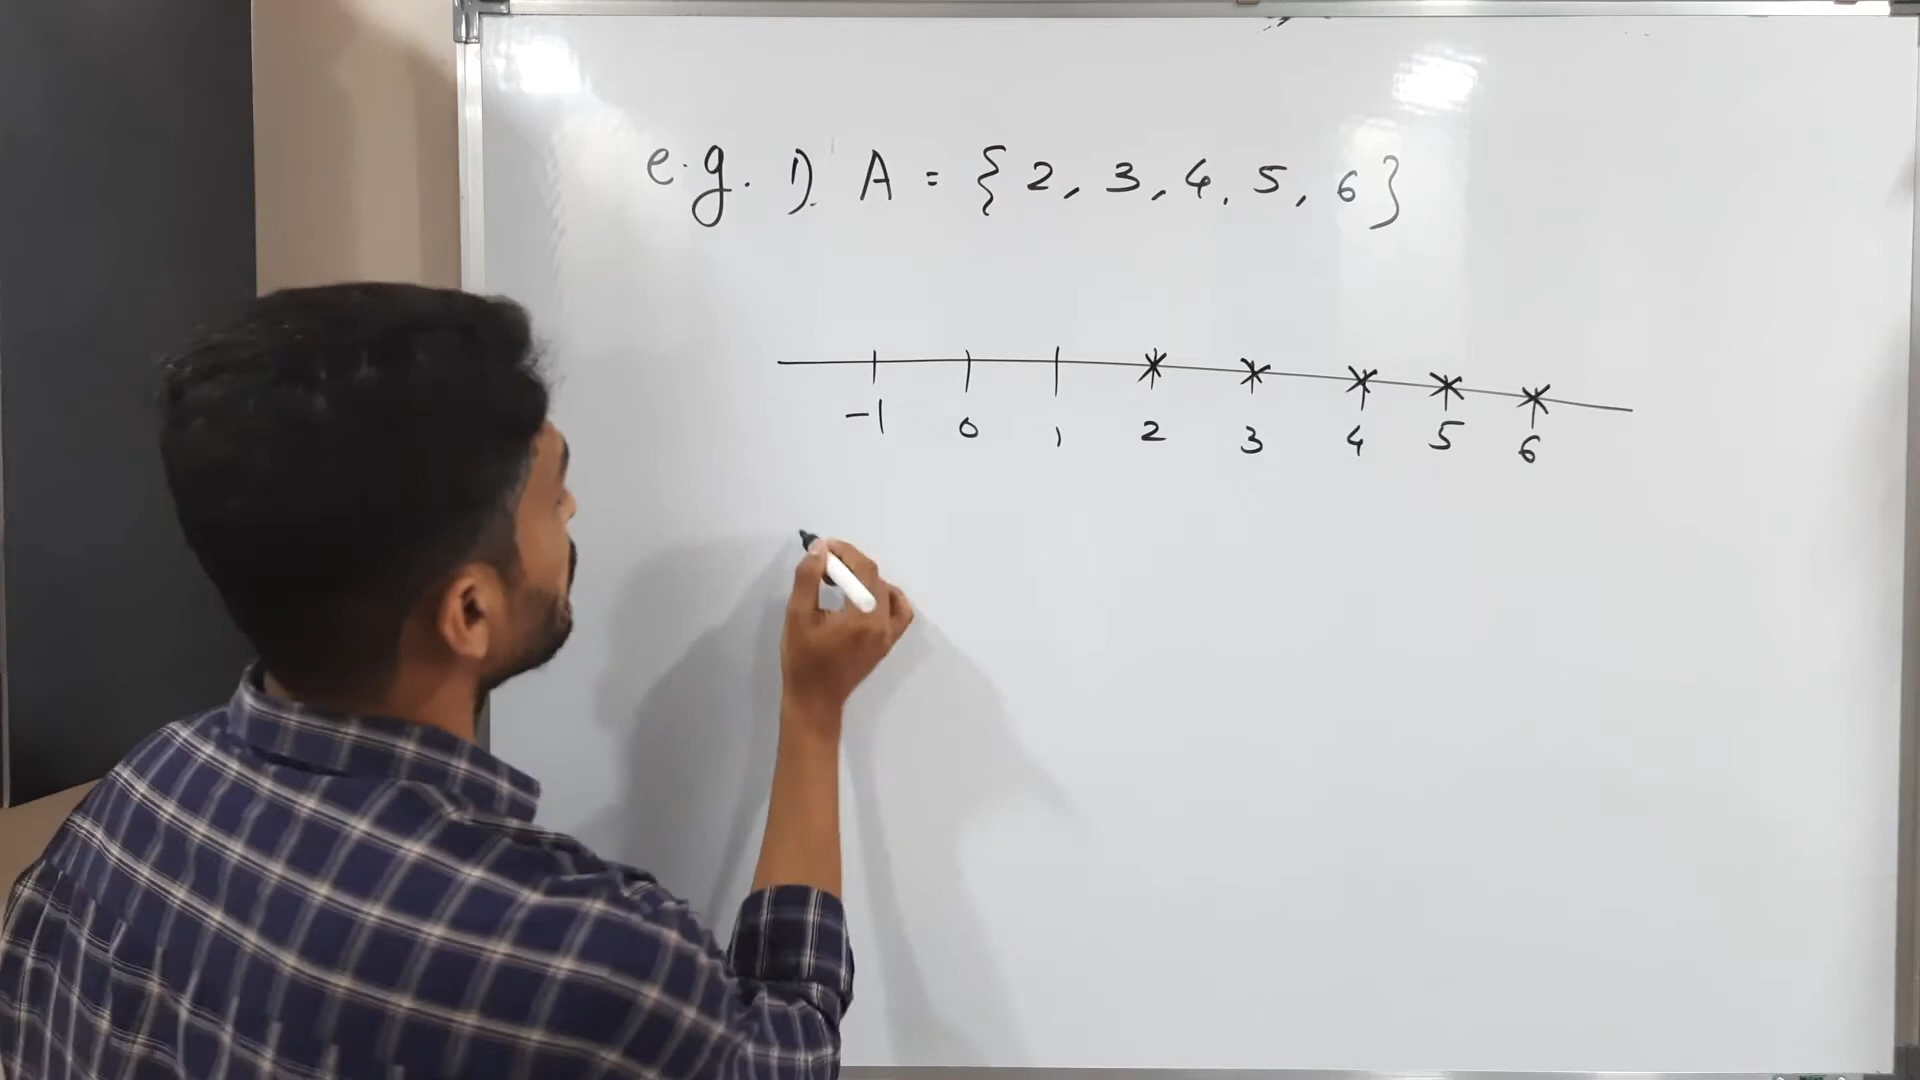 e.g. 1). A = {2, 3, 4, 5, 6}
-1 0 1 2 3 4 5 6